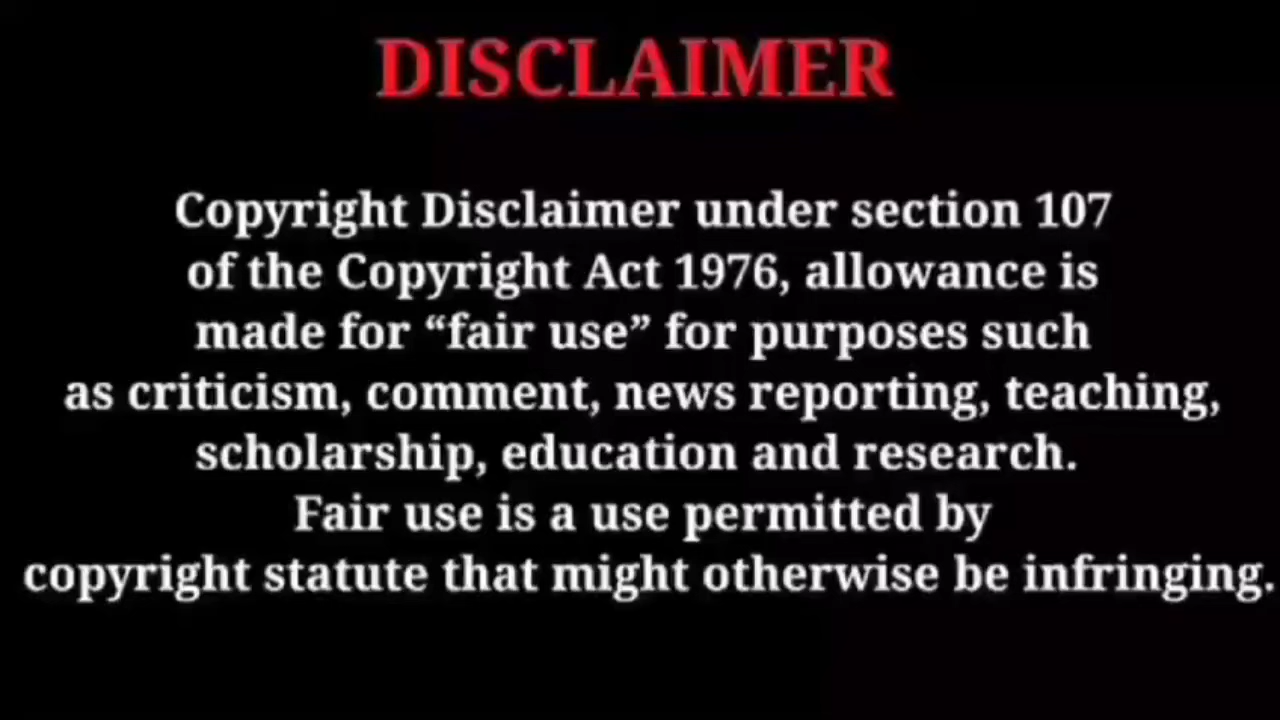 DISCLAIMER
Copyright Disclaimer under section 107
of the Copyright Act 1976, allowance is
made for “fair use” for purposes such
as criticism, comment, news reporting, teaching,
scholarship, education and research.
Fair use is a use permitted by
copyright statute that might otherwise be infringing.